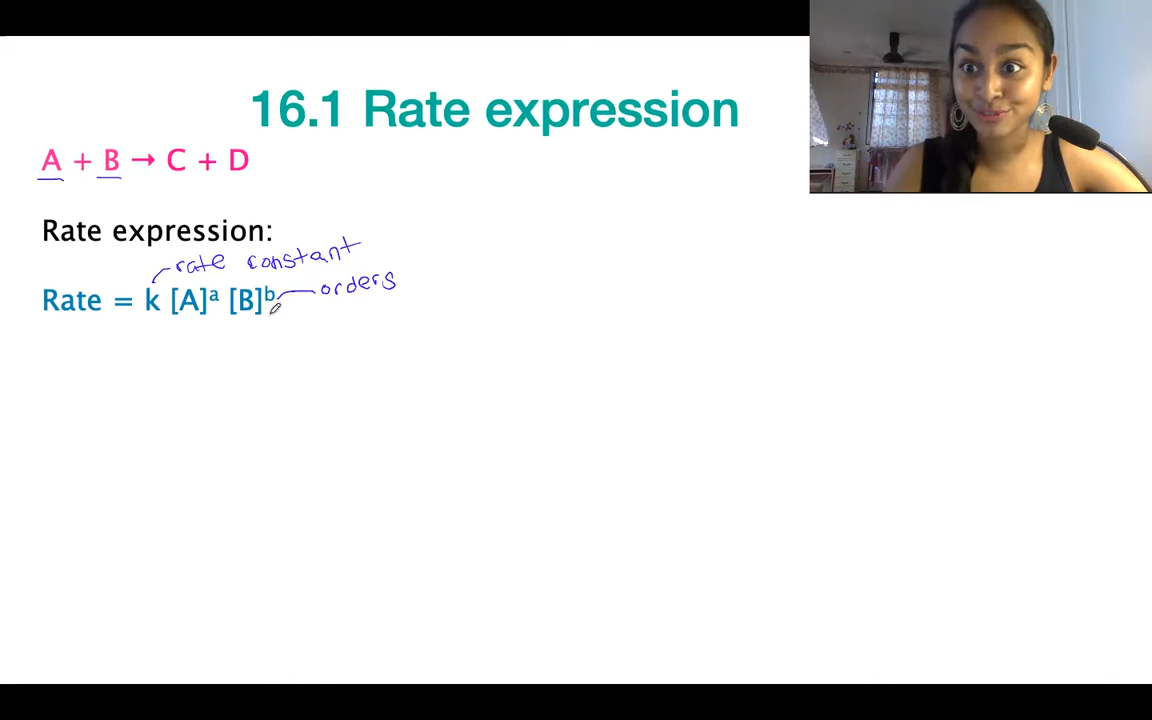 16.1 Rate expression
A + B → C + D
Rate expression:
rate constant
orders
Rate = k [A]ᵃ [B]ᵇ